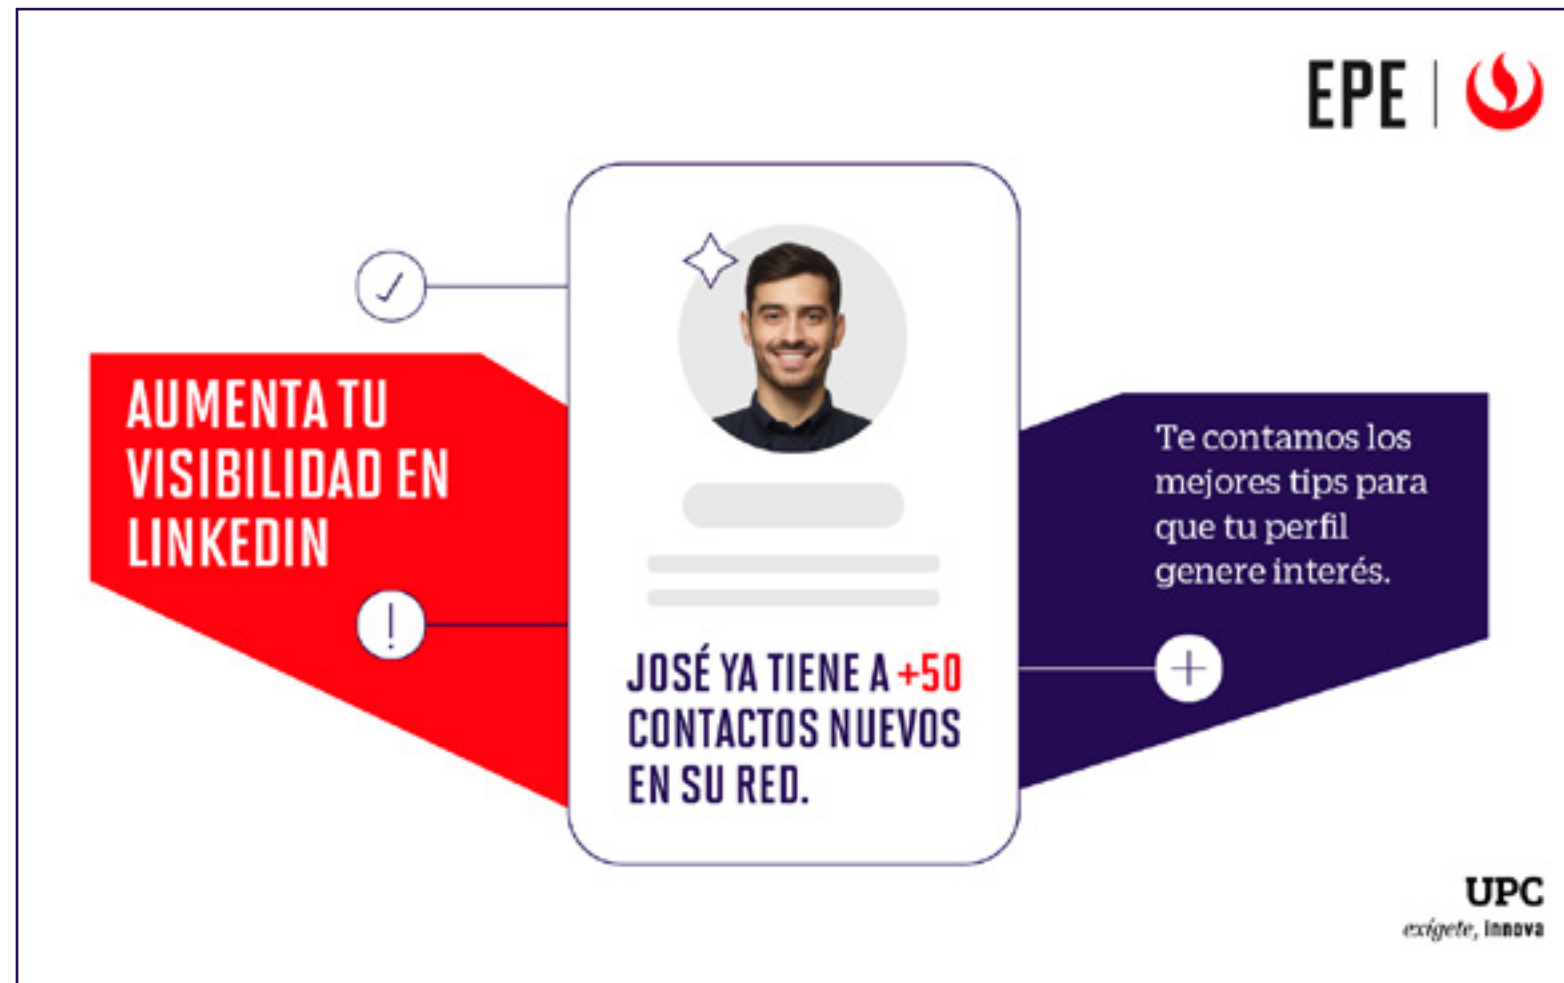 EPE
AUMENTA TU
VISIBILIDAD EN
LINKEDIN
JOSÉ YA TIENE A +50
CONTACTOS NUEVOS
EN SU RED.
Te contamos los
mejores tips para
que tu perfil
genere interés.
UPC
exígete, innova